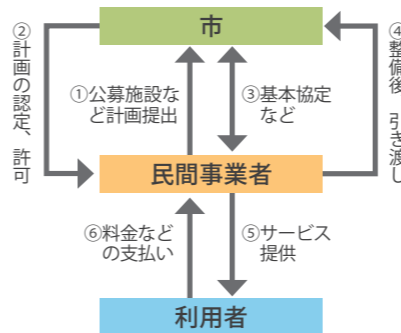 市
②計画の認定、許可
①公募施設な
ど計画提出
③基本協定
など
④整備後 引き渡し
民間事業者
⑥料金など
の支払い
⑤サービス
提供
利用者